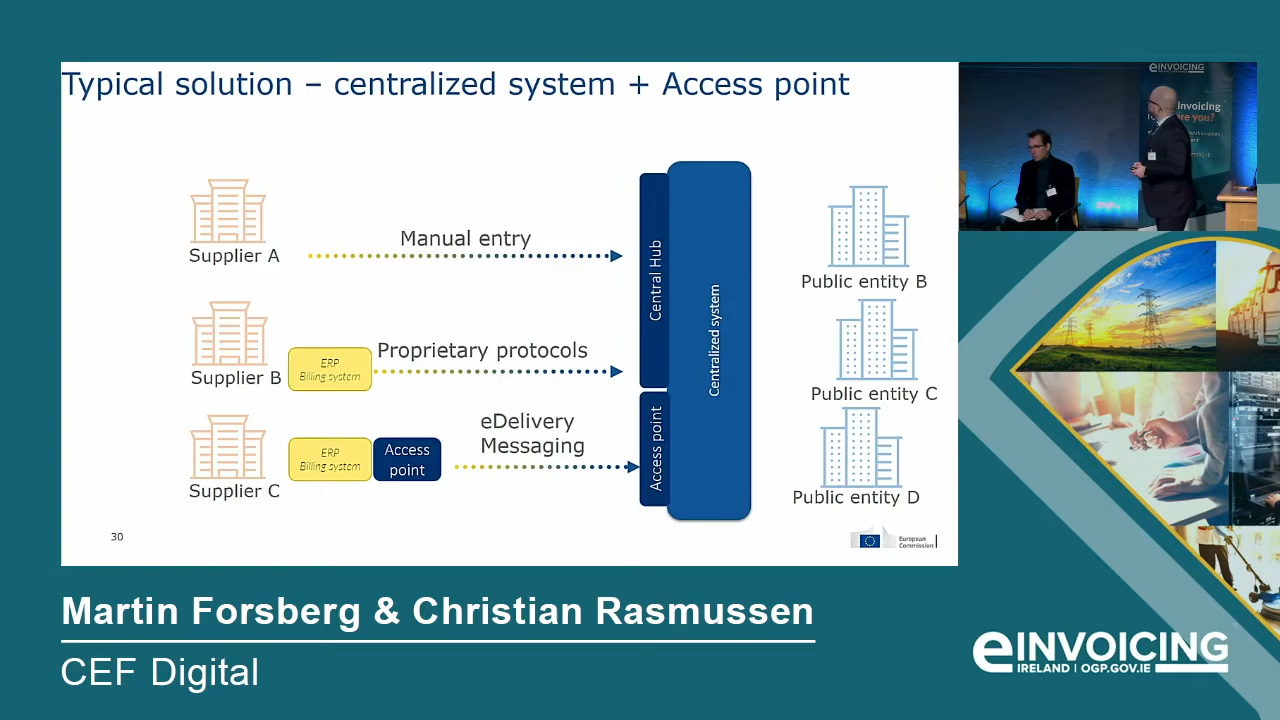 Typical solution – centralized system + Access point
Supplier A
Manual entry
Supplier B
ERP
Billing system
Proprietary protocols
Supplier C
ERP
Billing system
Access
point
eDelivery
Messaging
Central Hub
Access point
Centralized system
Public entity B
Public entity C
Public entity D
30
European
Commission
eINVOICING
Invoicing
are you?
Martin Forsberg & Christian Rasmussen
CEF Digital
eINVOICING
IRELAND | OGP.GOV.IE